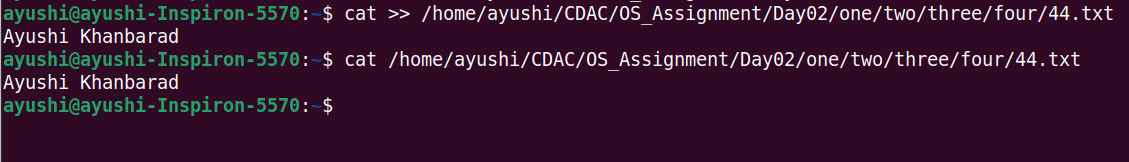 ayushi@ayushi-Inspiron-5570:~$ cat >> /home/ayushi/CDAC/OS_Assignment/Day02/one/two/three/four/44.txt
Ayushi Khanbarad
ayushi@ayushi-Inspiron-5570:~$ cat /home/ayushi/CDAC/OS_Assignment/Day02/one/two/three/four/44.txt
Ayushi Khanbarad
ayushi@ayushi-Inspiron-5570:~$